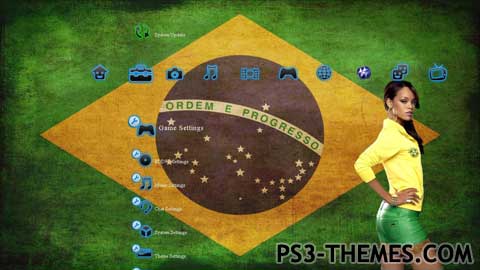 System Update
ORDEM E PROGRESSO
Game Settings
Music Settings
Chat Settings
System Settings
Theme Settings
PS3-THEMES.COM